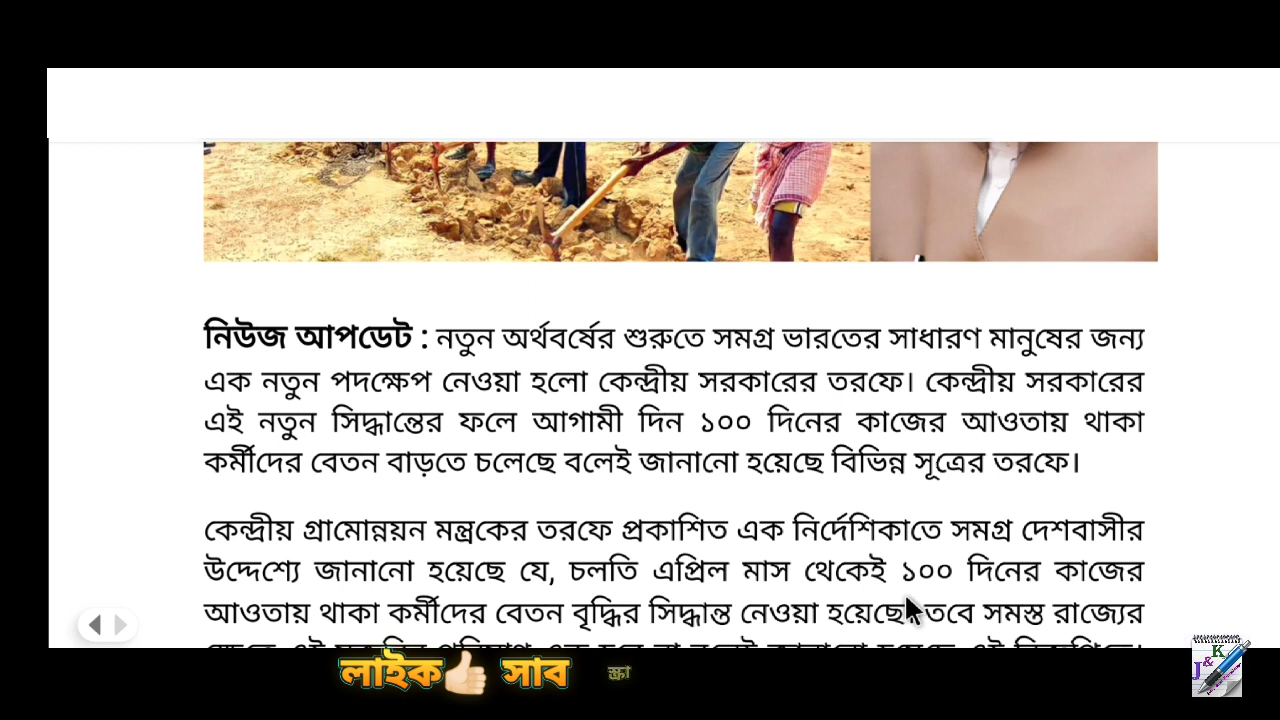 নিউজ আপডেট : নতুন অর্থবর্ষের শুরুতে সমগ্র ভারতের সাধারণ মানুষের জন্য
এক নতুন পদক্ষেপ নেওয়া হলো কেন্দ্রীয় সরকারের তরফে। কেন্দ্রীয় সরকারের
এই নতুন সিদ্ধান্তের ফলে আগামী দিন ১০০ দিনের কাজের আওতায় থাকা
কর্মীদের বেতন বাড়তে চলেছে বলেই জানানো হয়েছে বিভিন্ন সূত্রের তরফে।
কেন্দ্রীয় গ্রামোন্নয়ন মন্ত্রকের তরফে প্রকাশিত এক নির্দেশিকাতে সমগ্র দেশবাসীর
উদ্দেশ্যে জানানো হয়েছে যে, চলতি এপ্রিল মাস থেকেই ১০০ দিনের কাজের
আওতায় থাকা কর্মীদের বেতন বৃদ্ধির সিদ্ধান্ত নেওয়া হয়েছে, তবে সমস্ত রাজ্যের
লাইক সাব স্ক্রা
J & K